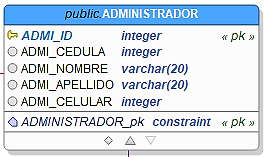 public.ADMINISTRADOR
ADMI_ID integer « pk »
ADMI_CEDULA integer
ADMI_NOMBRE varchar(20)
ADMI_APELLIDO varchar(20)
ADMI_CELULAR integer
ADMINISTRADOR_pk constraint « pk »